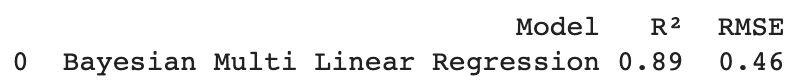 Model R² RMSE
0 Bayesian Multi Linear Regression 0.89 0.46